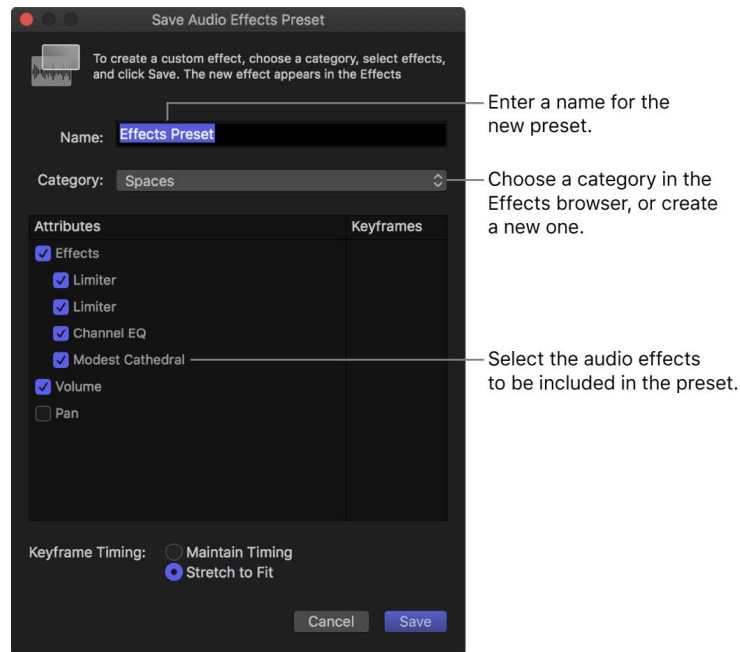 Save Audio Effects Preset
To create a custom effect, choose a category, select effects,
and click Save. The new effect appears in the Effects
Name: Effects Preset
Category: Spaces
Attributes Keyframes
Effects
Limiter
Limiter
Channel EQ
Modest Cathedral
Volume
Pan
Keyframe Timing: Maintain Timing
Stretch to Fit
Cancel Save
Enter a name for the
new preset.
Choose a category in the
Effects browser, or create
a new one.
Select the audio effects
to be included in the preset.